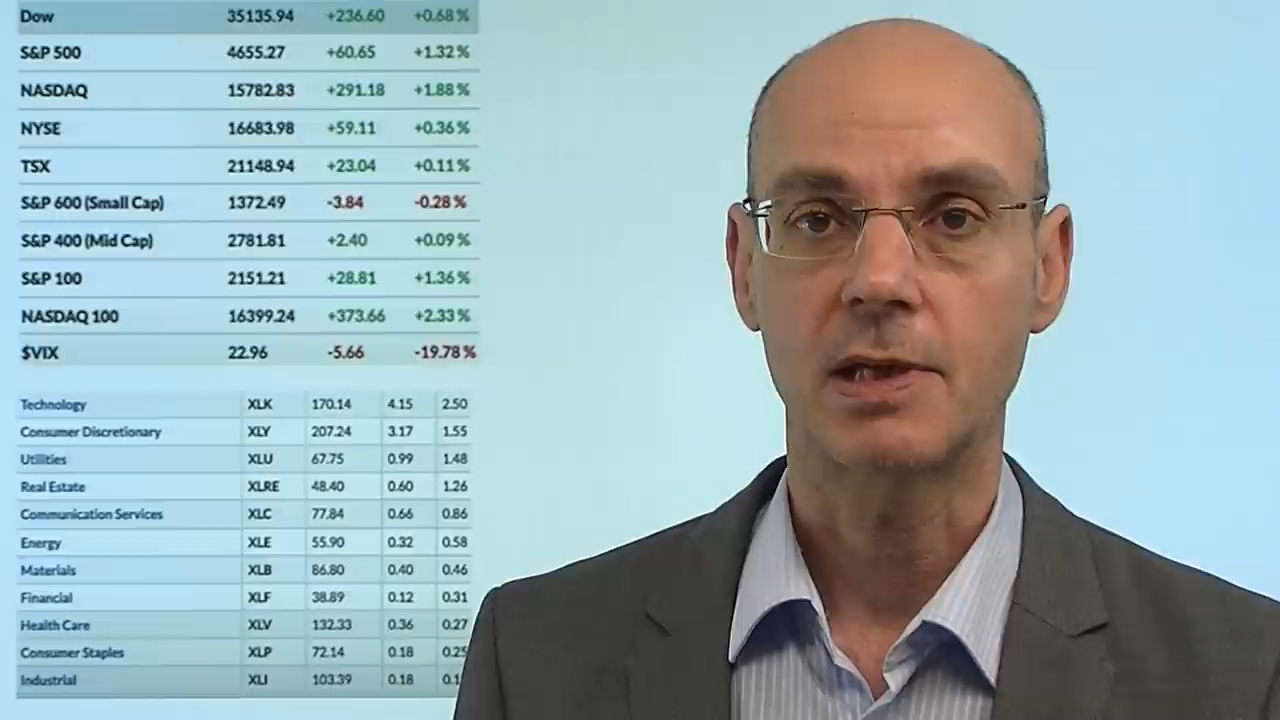 Dow 35135.94 +236.60 +0.68%
S&P 500 4655.27 +60.65 +1.32%
NASDAQ 15782.83 +291.18 +1.88%
NYSE 16683.98 +59.11 +0.36%
TSX 21148.94 +23.04 +0.11%
S&P 600 (Small Cap) 1372.49 -3.84 -0.28%
S&P 400 (Mid Cap) 2781.81 +2.40 +0.09%
S&P 100 2151.21 +28.81 +1.36%
NASDAQ 100 16399.24 +373.66 +2.33%
$VIX 22.96 -5.66 -19.78%
Technology XLK 170.14 4.15 2.50
Consumer Discretionary XLY 207.24 3.17 1.55
Utilities XLU 67.75 0.99 1.48
Real Estate XLRE 48.40 0.60 1.26
Communication Services XLC 77.84 0.66 0.86
Energy XLE 55.90 0.32 0.58
Materials XLB 86.80 0.40 0.46
Financial XLF 38.89 0.12 0.31
Health Care XLV 132.33 0.36 0.27
Consumer Staples XLP 72.14 0.18 0.25
Industrial XLI 103.39 0.18